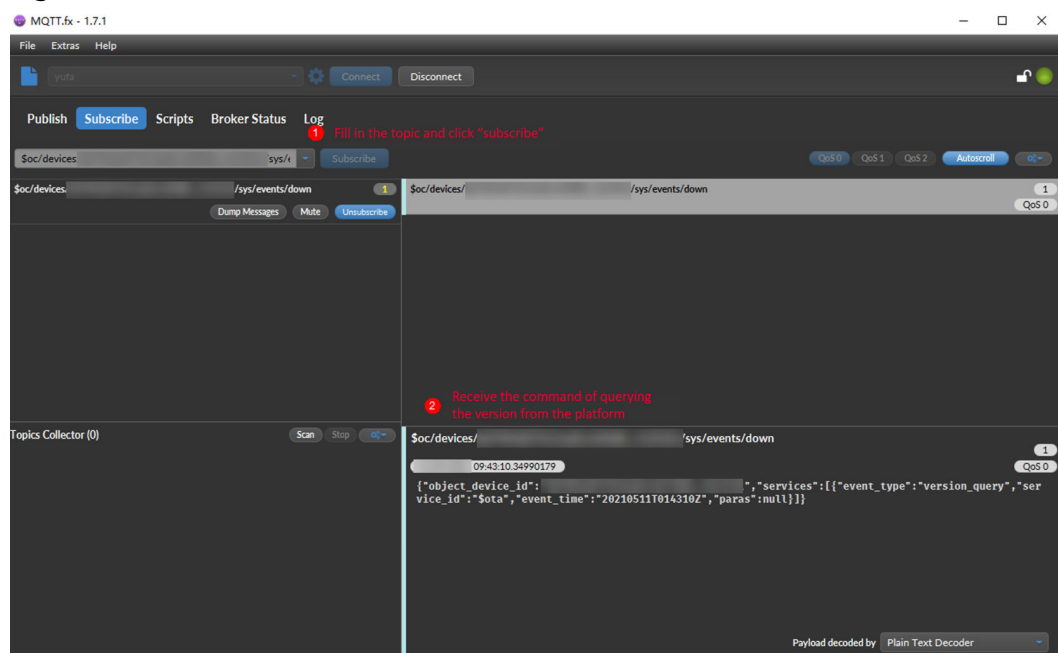 MQTT.fx - 1.7.1
File Extras Help
yufa Connect Disconnect
Publish Subscribe Scripts Broker Status Log
1 Fill in the topic and click "subscribe"
$oc/devices sys/e Subscribe QoS 0 QoS 1 QoS 2 Autoscroll
$oc/devices. /sys/events/down 1
Dump Messages Mute Unsubscribe
$oc/devices/ /sys/events/down 1
QoS 0
2 Receive the command of querying
the version from the platform
Topics Collector (0) Scan Stop
$oc/devices/ /sys/events/down
1
09:43:10.34990179 QoS 0
{"object_device_id": ","services":[{"event_type":"version_query","ser
vice_id":"$ota","event_time":"20210511T014310Z","paras":null}]}
Payload decoded by Plain Text Decoder